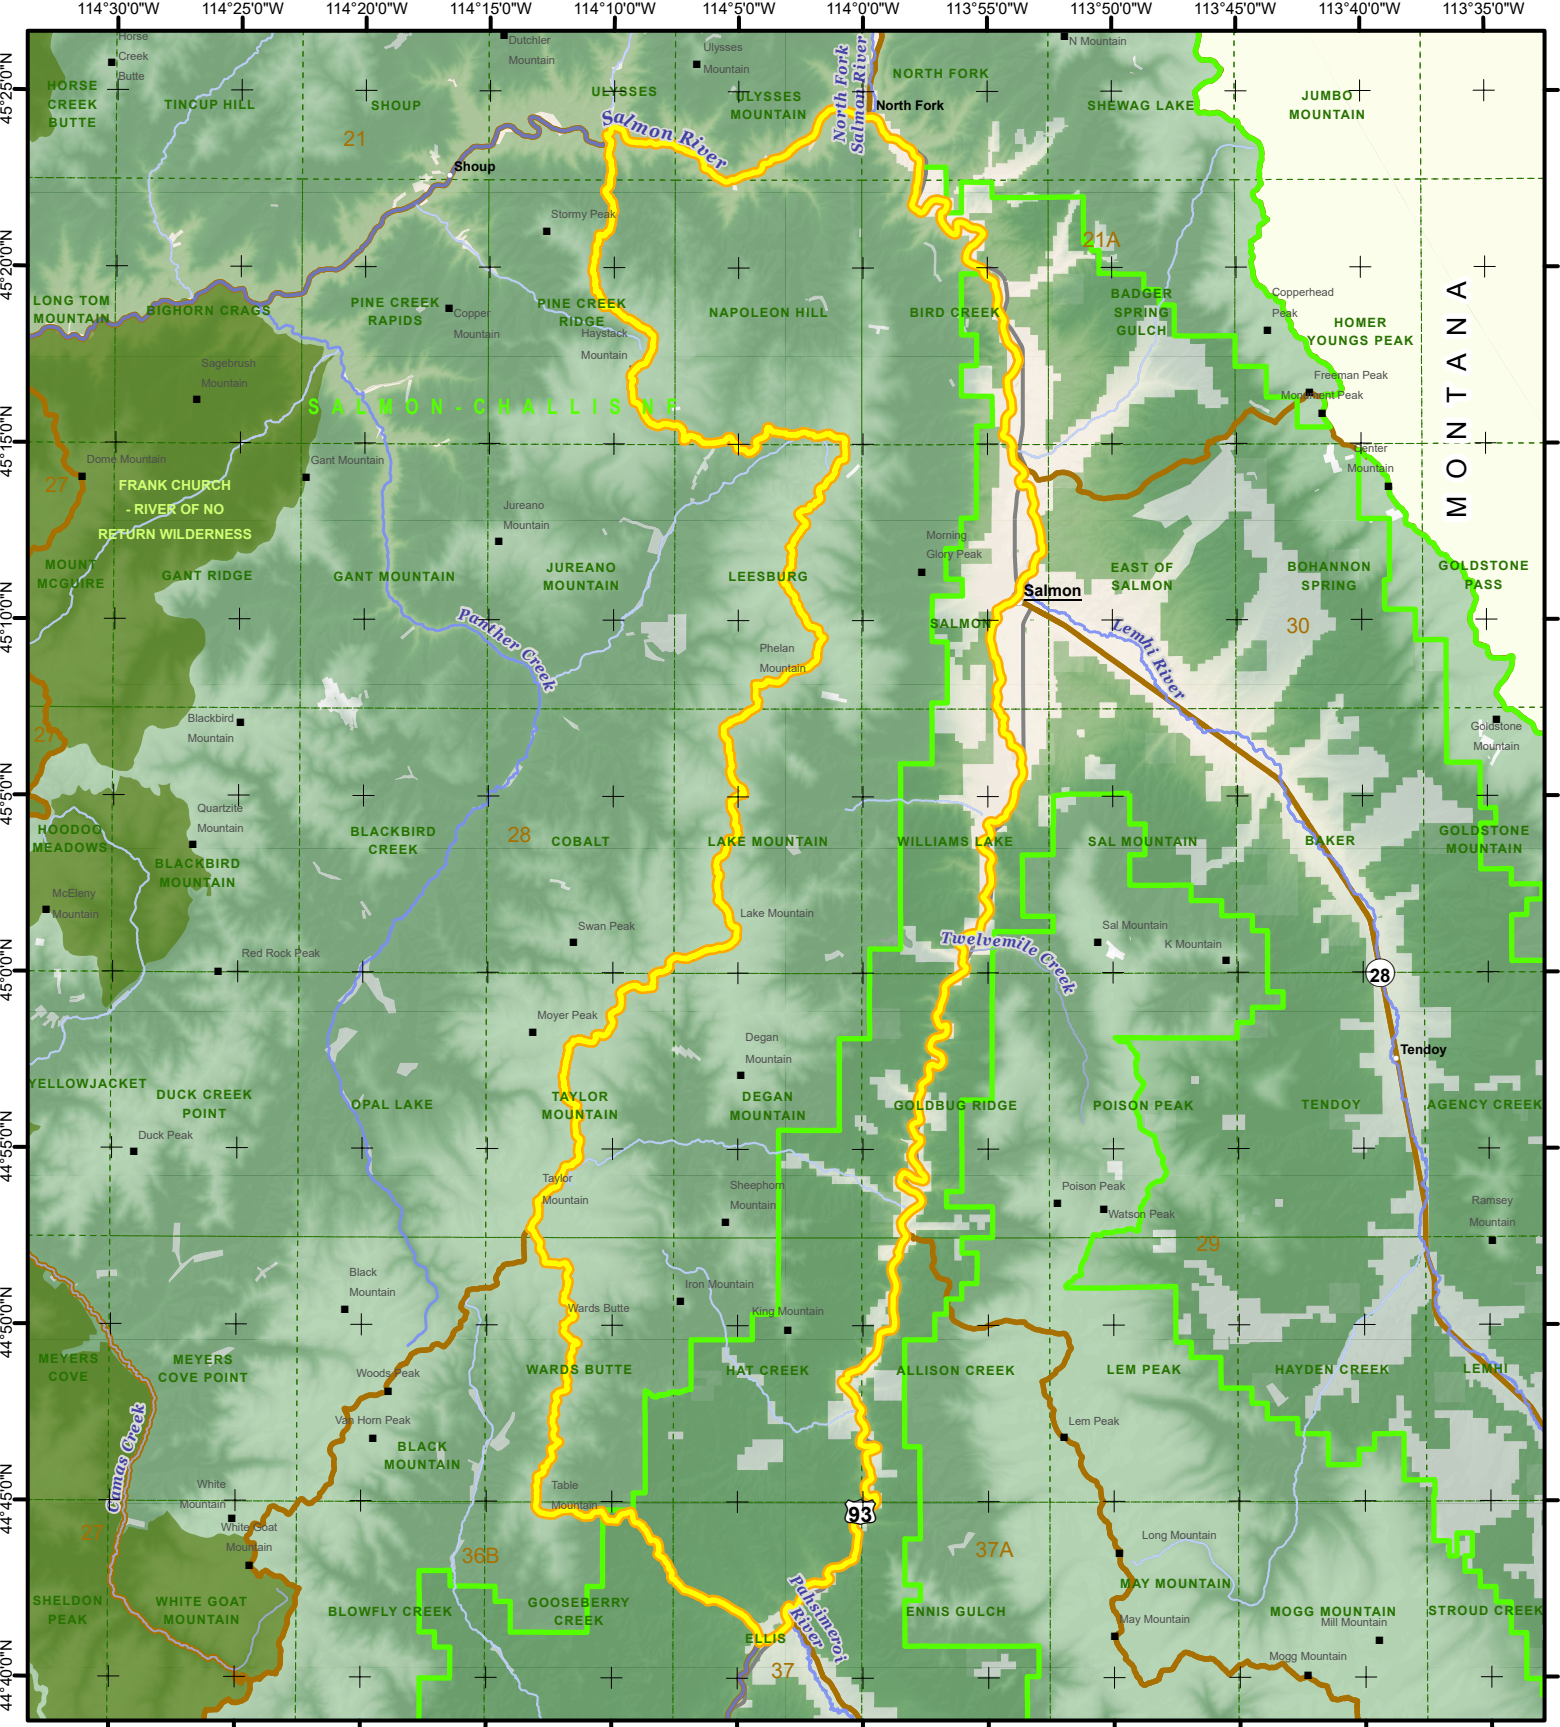 114°30'0"W 114°25'0"W 114°20'0"W 114°15'0"W 114°10'0"W 114°5'0"W 114°0'0"W 113°55'0"W 113°50'0"W 113°45'0"W 113°40'0"W 113°35'0"W
45°25'0"N
45°20'0"N
45°15'0"N
45°10'0"N
45°5'0"N
45°0'0"N
44°55'0"N
44°50'0"N
44°45'0"N
44°40'0"N
Horse
Creek
Butte
Dutchler
Mountain
Ulysses
Mountain
N Mountain
HORSE
CREEK
BUTTE
TINCUP HILL
SHOUP
ULYSSES
ULYSSES
MOUNTAIN
North Fork
Salmon River
NORTH FORK
North Fork
SHEWAG LAKE
JUMBO
MOUNTAIN
21
Salmon River
Shoup
Stormy Peak
21A
LONG TOM
MOUNTAIN
BIGHORN CRAGS
PINE CREEK
RAPIDS
Copper
Mountain
PINE CREEK
RIDGE
Haystack
Mountain
NAPOLEON HILL
BIRD CREEK
BADGER
SPRING
GULCH
Copperhead
Peak
HOMER
YOUNGS PEAK
MONTANA
Sagebrush
Mountain
Freeman Peak
Monument Peak
SALMON-CHALLIS NF
Dome Mountain
Gant Mountain
Center
Mountain
27
FRANK CHURCH
- RIVER OF NO
RETURN WILDERNESS
Jureano
Mountain
Morning
Glory Peak
MOUNT
MCGUIRE
GANT RIDGE
GANT MOUNTAIN
JUREANO
MOUNTAIN
LEESBURG
EAST OF
SALMON
BOHANNON
SPRING
GOLDSTONE
PASS
Salmon
SALMON
Panther Creek
Lemhi River
30
Phelan
Mountain
Blackbird
Mountain
27
Goldstone
Mountain
Quartzite
Mountain
HOODOO
MEADOWS
BLACKBIRD
MOUNTAIN
BLACKBIRD
CREEK
28
COBALT
LAKE MOUNTAIN
WILLIAMS LAKE
SAL MOUNTAIN
BAKER
GOLDSTONE
MOUNTAIN
McEleny
Mountain
Red Rock Peak
Swan Peak
Lake Mountain
Sal Mountain
K Mountain
Twelvemile Creek
28
Moyer Peak
Degan
Mountain
Tendoy
YELLOWJACKET
DUCK CREEK
POINT
OPAL LAKE
TAYLOR
MOUNTAIN
DEGAN
MOUNTAIN
GOLDBUG RIDGE
POISON PEAK
TENDOY
AGENCY CREEK
Duck Peak
Taylor
Mountain
Sheephorn
Mountain
Poison Peak
Watson Peak
Ramsey
Mountain
29
Black
Mountain
Iron Mountain
Wards Butte
King Mountain
MEYERS
COVE
MEYERS
COVE POINT
Woods Peak
WARDS BUTTE
HAT CREEK
ALLISON CREEK
LEM PEAK
HAYDEN CREEK
LEMHI
Van Horn Peak
Lem Peak
BLACK
MOUNTAIN
Camas Creek
White
Mountain
Table
Mountain
93
27
White Goat
Mountain
36B
37A
Long Mountain
SHELDON
PEAK
WHITE GOAT
MOUNTAIN
BLOWFLY CREEK
GOOSEBERRY
CREEK
Pahsimeroi
River
ENNIS GULCH
MAY MOUNTAIN
May Mountain
MOGG MOUNTAIN
Mill Mountain
STROUD CREEK
ELLIS
37
Mogg Mountain